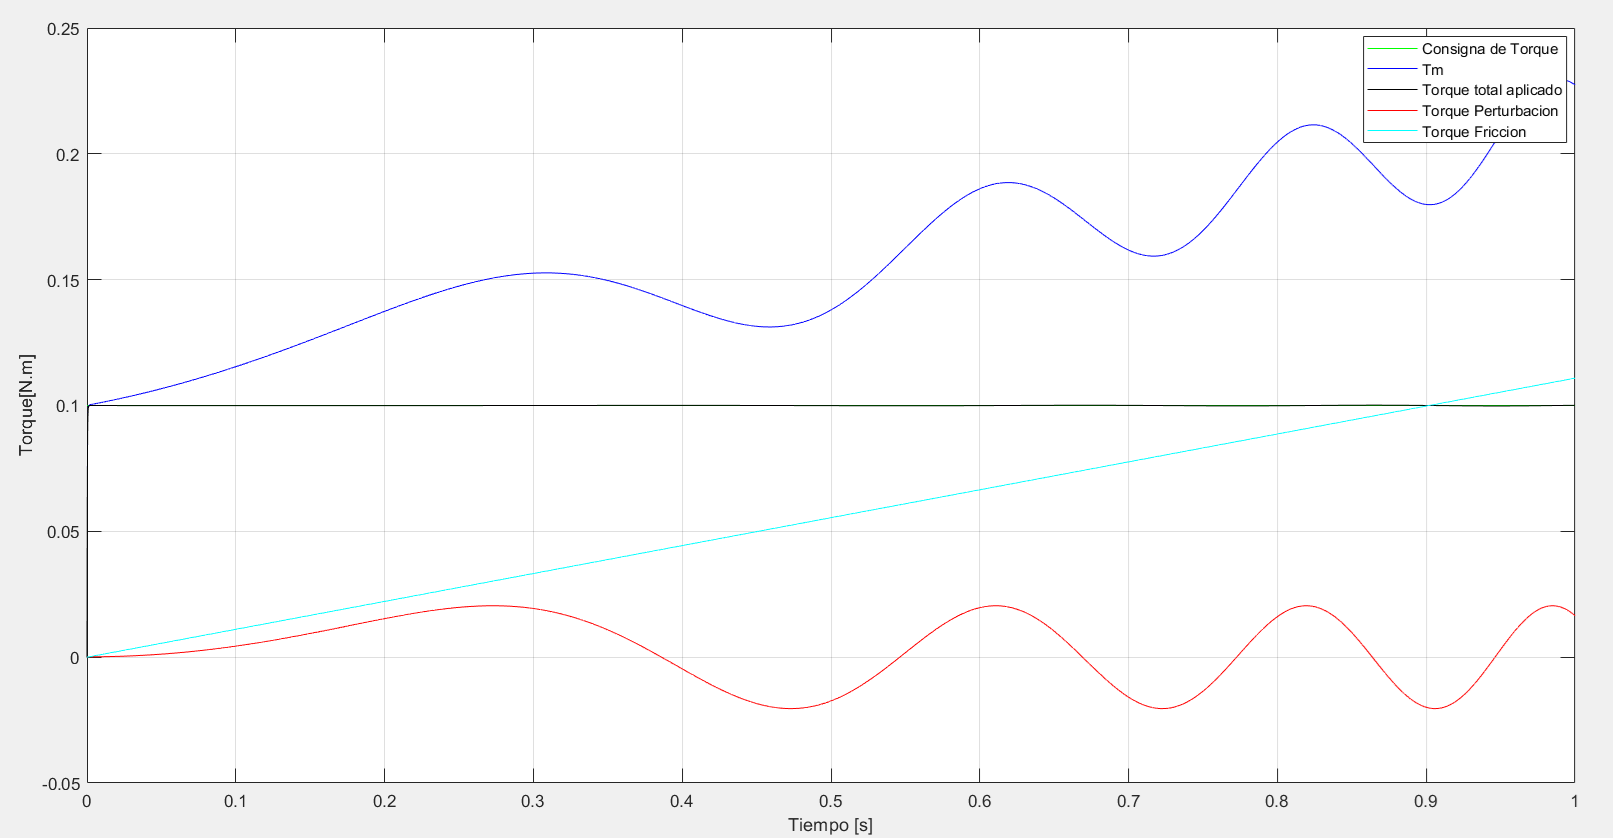 0.25
0.2
0.15
0.1
0.05
0
-0.05
Torque[N.m]
Consigna de Torque
Tm
Torque total aplicado
Torque Perturbacion
Torque Friccion
0 0.1 0.2 0.3 0.4 0.5 0.6 0.7 0.8 0.9 1
Tiempo [s]